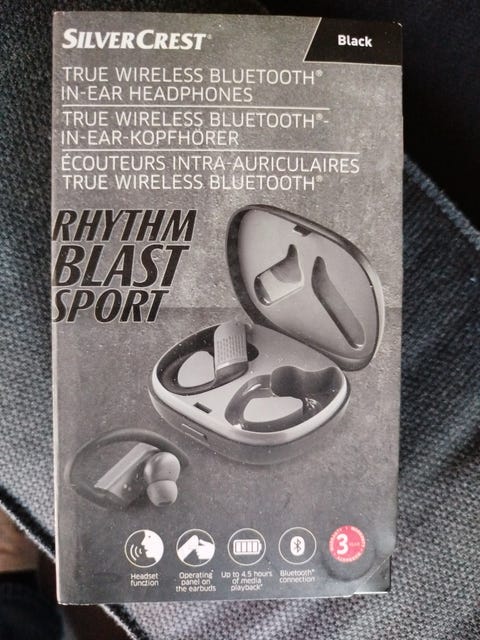 SILVERCREST®
Black
TRUE WIRELESS BLUETOOTH®
IN-EAR HEADPHONES
TRUE WIRELESS BLUETOOTH®-
IN-EAR-KOPFHÖRER
ÉCOUTEURS INTRA-AURICULAIRES
TRUE WIRELESS BLUETOOTH®
RHYTHM
BLAST
SPORT
Headset
function
Operating
panel on
the earbuds
Up to 4.5 hours
of media
playback*
Bluetooth®
connection
3